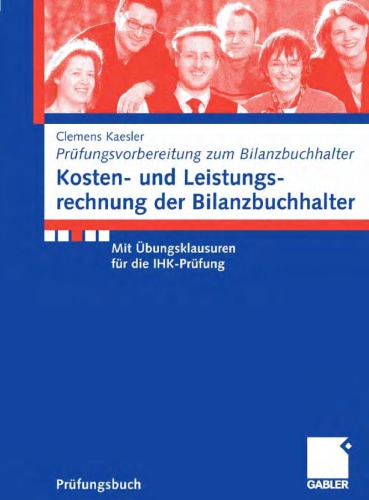 Clemens Kaesler
Prüfungsvorbereitung zum Bilanzbuchhalter
Kosten- und Leistungs-
rechnung der Bilanzbuchhalter
Mit Übungsklausuren
für die IHK-Prüfung
Prüfungsbuch
GABLER